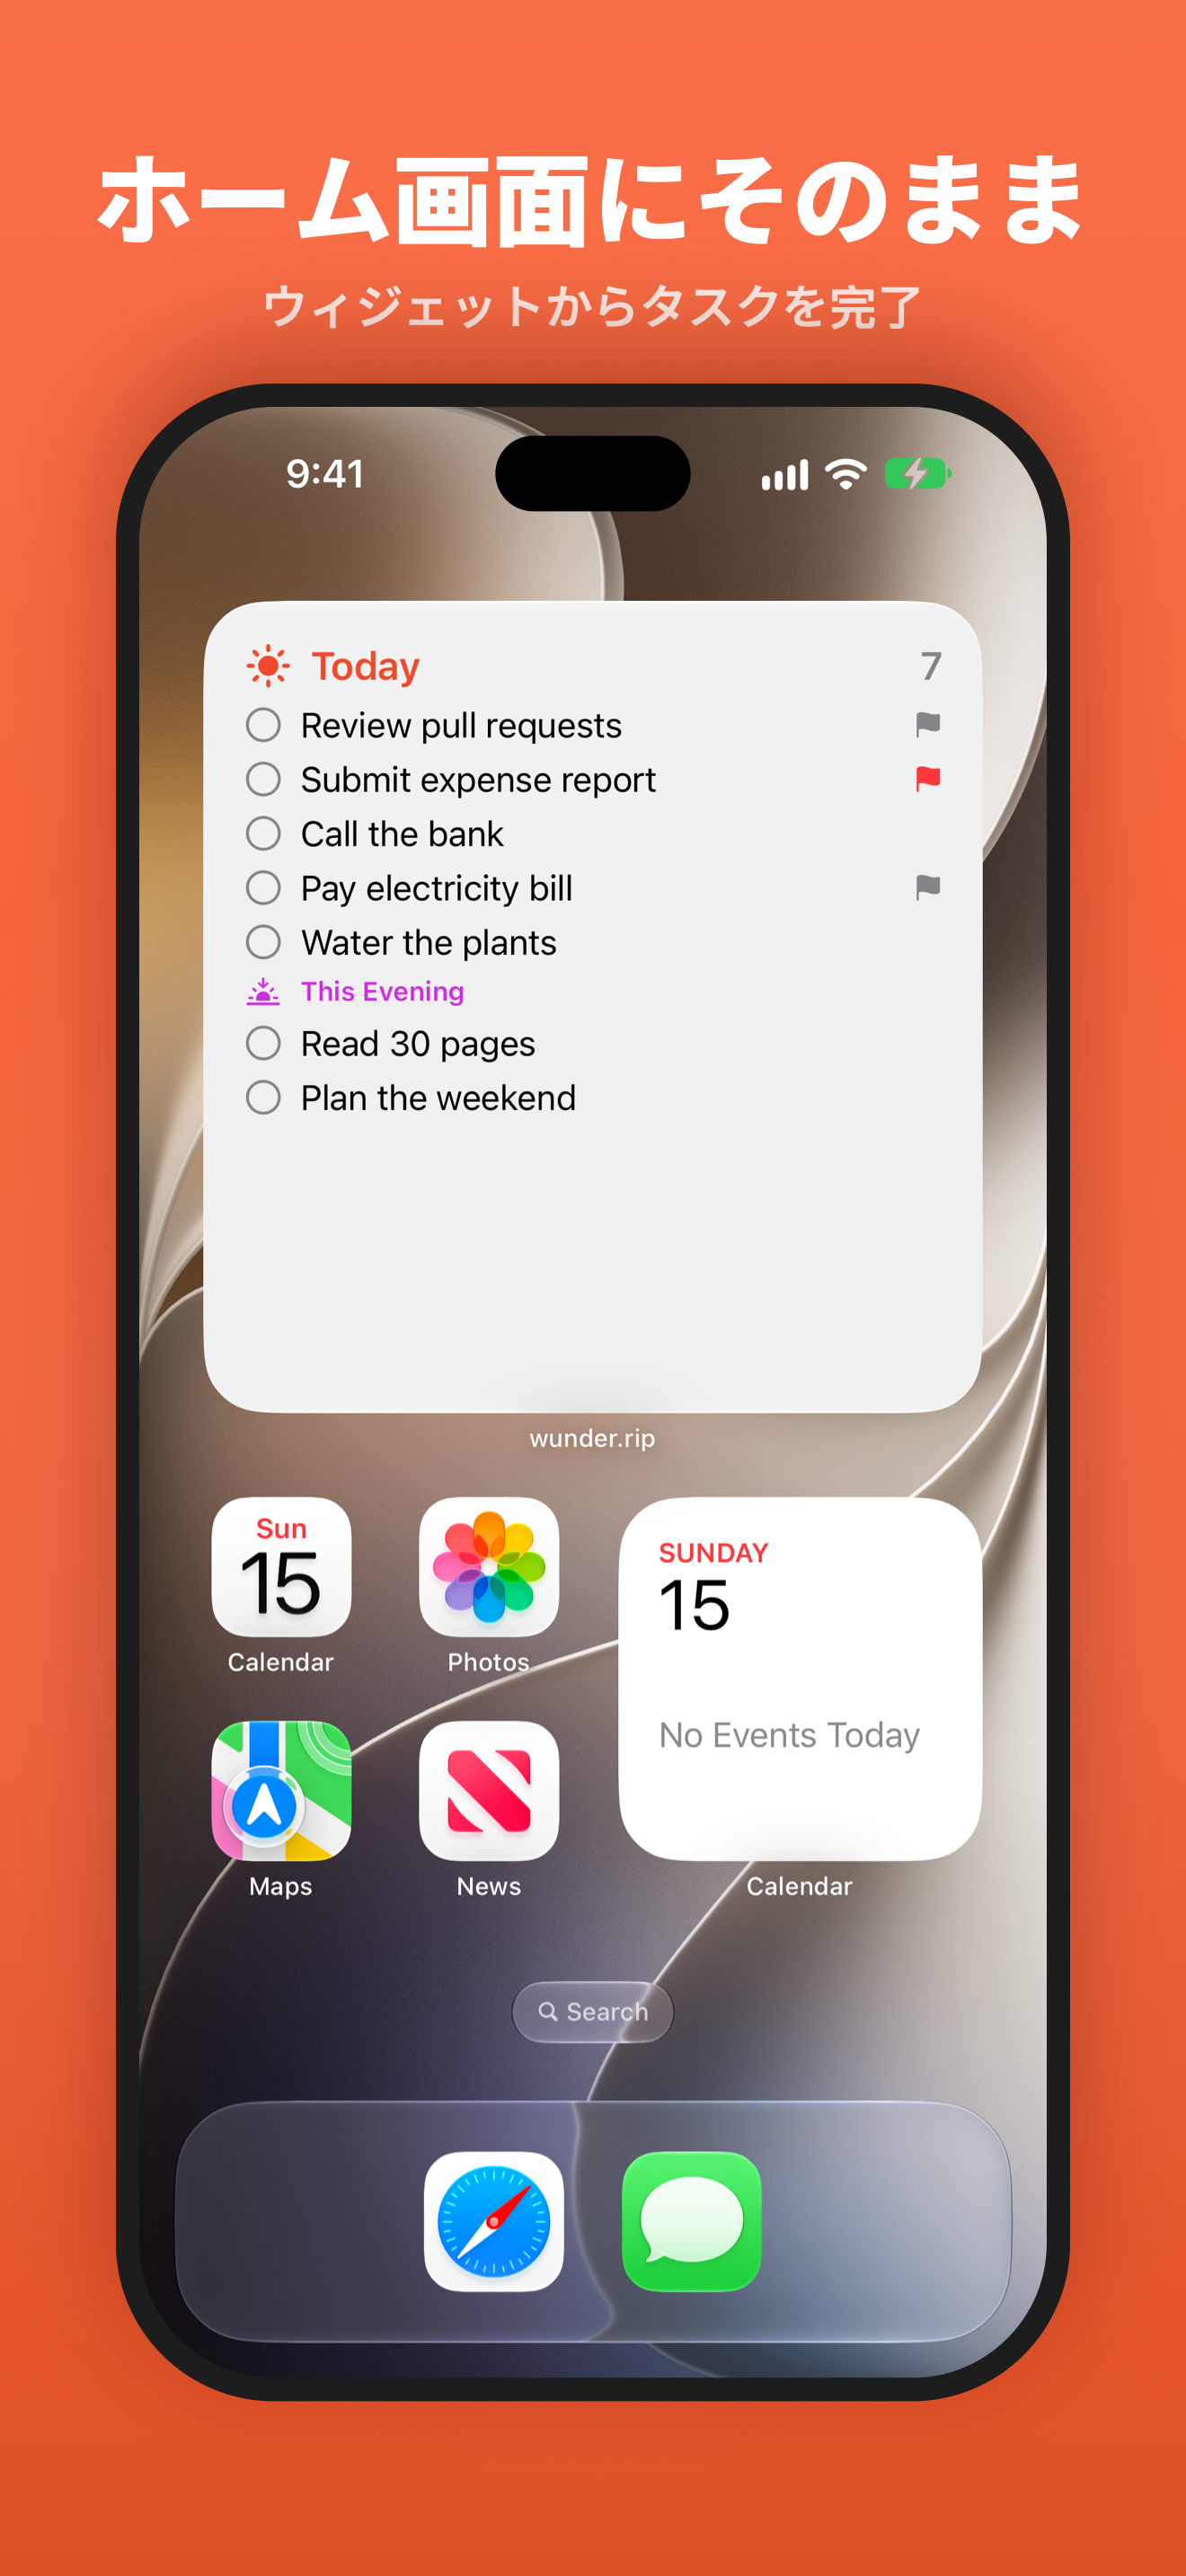 ホーム画面にそのまま
ウィジェットからタスクを完了
9:41
Today 7
Review pull requests
Submit expense report
Call the bank
Pay electricity bill
Water the plants
This Evening
Read 30 pages
Plan the weekend
wunder.rip
Sun
15
Calendar
Photos
SUNDAY
15
No Events Today
Maps
News
Calendar
Search